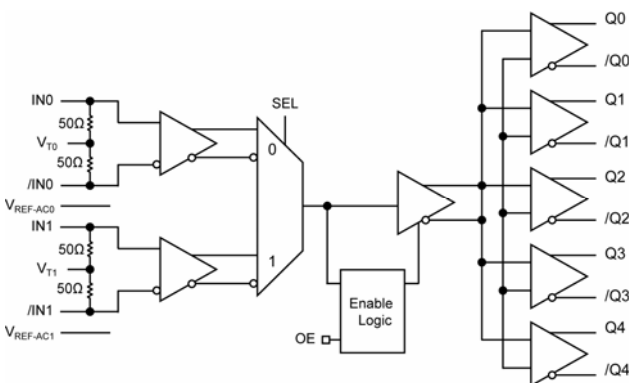 IN0
50Ω
VT0
50Ω
/IN0
VREF-AC0
IN1
50Ω
VT1
50Ω
/IN1
VREF-AC1
SEL
0
1
Enable
Logic
OE
Q0
/Q0
Q1
/Q1
Q2
/Q2
Q3
/Q3
Q4
/Q4